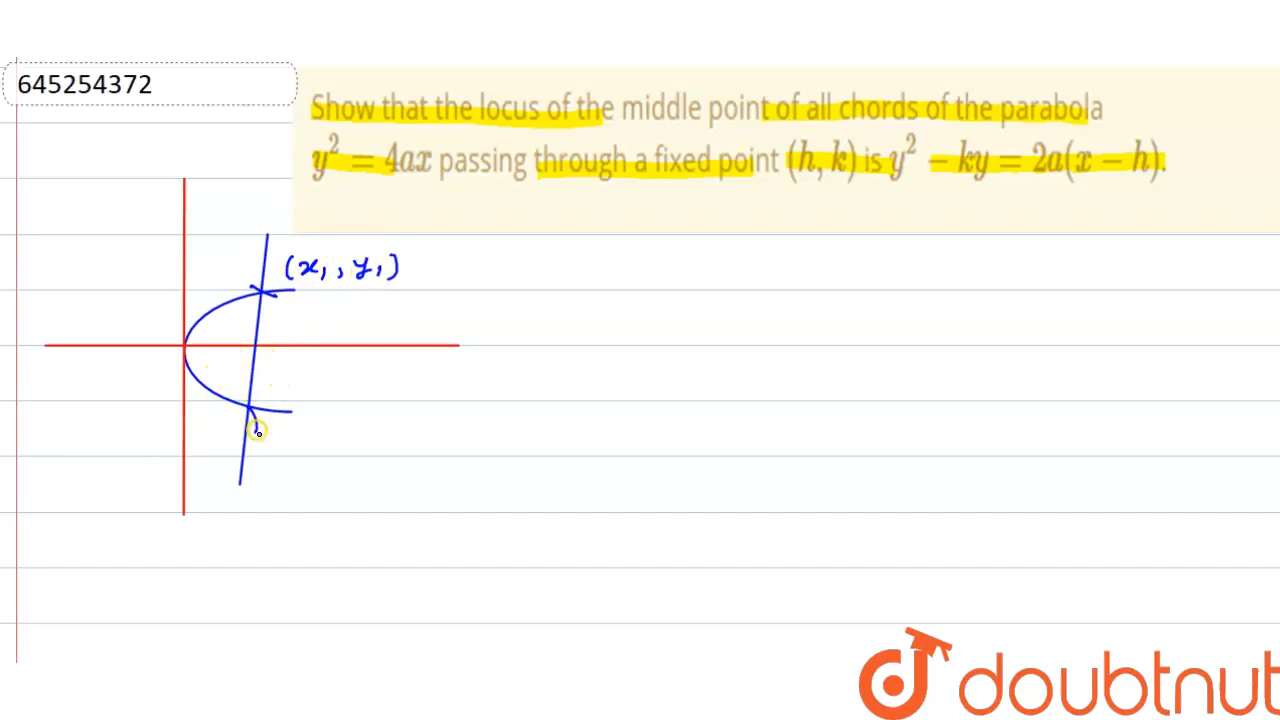 645254372
Show that the locus of the middle point of all chords of the parabola
y² = 4ax passing through a fixed point (h, k) is y² − ky = 2a(x − h).
(x₁, y₁)
doubtnut